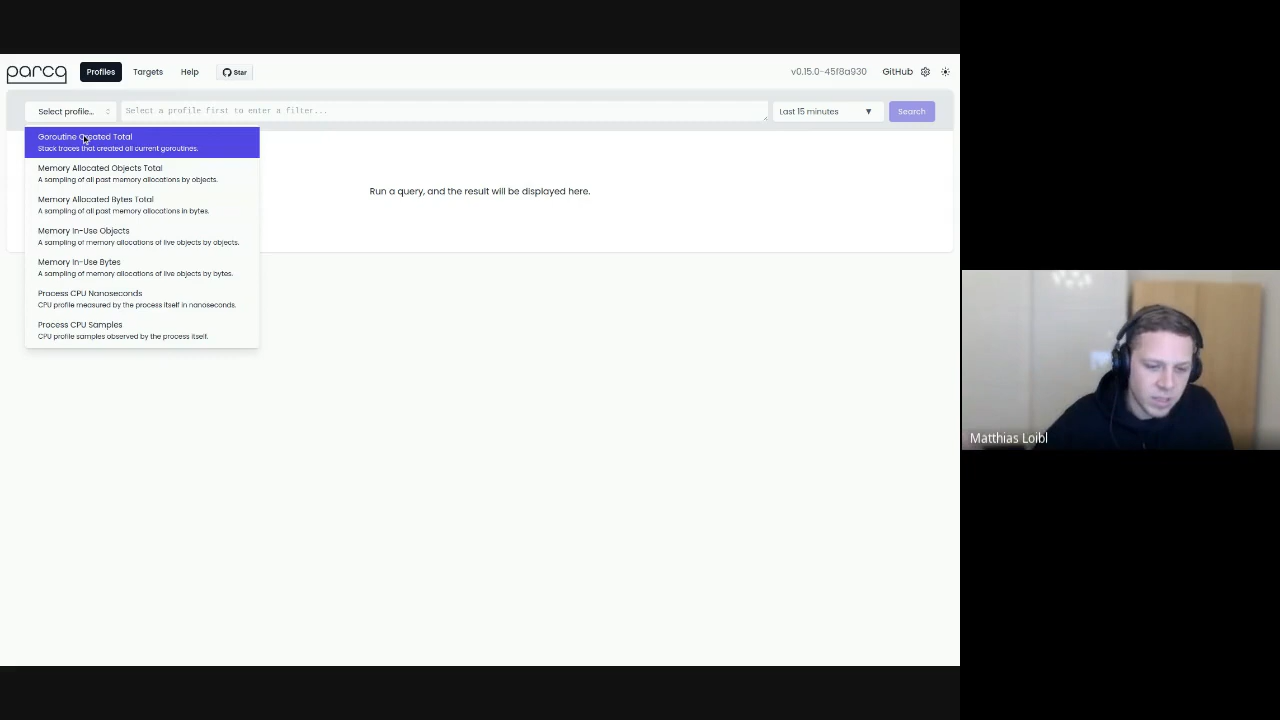 parca
Profiles
Targets
Help
Star
v0.15.0-45f8a930
GitHub
Select profile...
Select a profile first to enter a filter...
Last 15 minutes
Search
Goroutine Created Total
Stack traces that created all current goroutines.
Memory Allocated Objects Total
A sampling of all past memory allocations by objects.
Memory Allocated Bytes Total
A sampling of all past memory allocations in bytes.
Memory In-Use Objects
A sampling of memory allocations of live objects by objects.
Memory In-Use Bytes
A sampling of memory allocations of live objects by bytes.
Process CPU Nanoseconds
CPU profile measured by the process itself in nanoseconds.
Process CPU Samples
CPU profile samples observed by the process itself.
Run a query, and the result will be displayed here.
Matthias Loibl